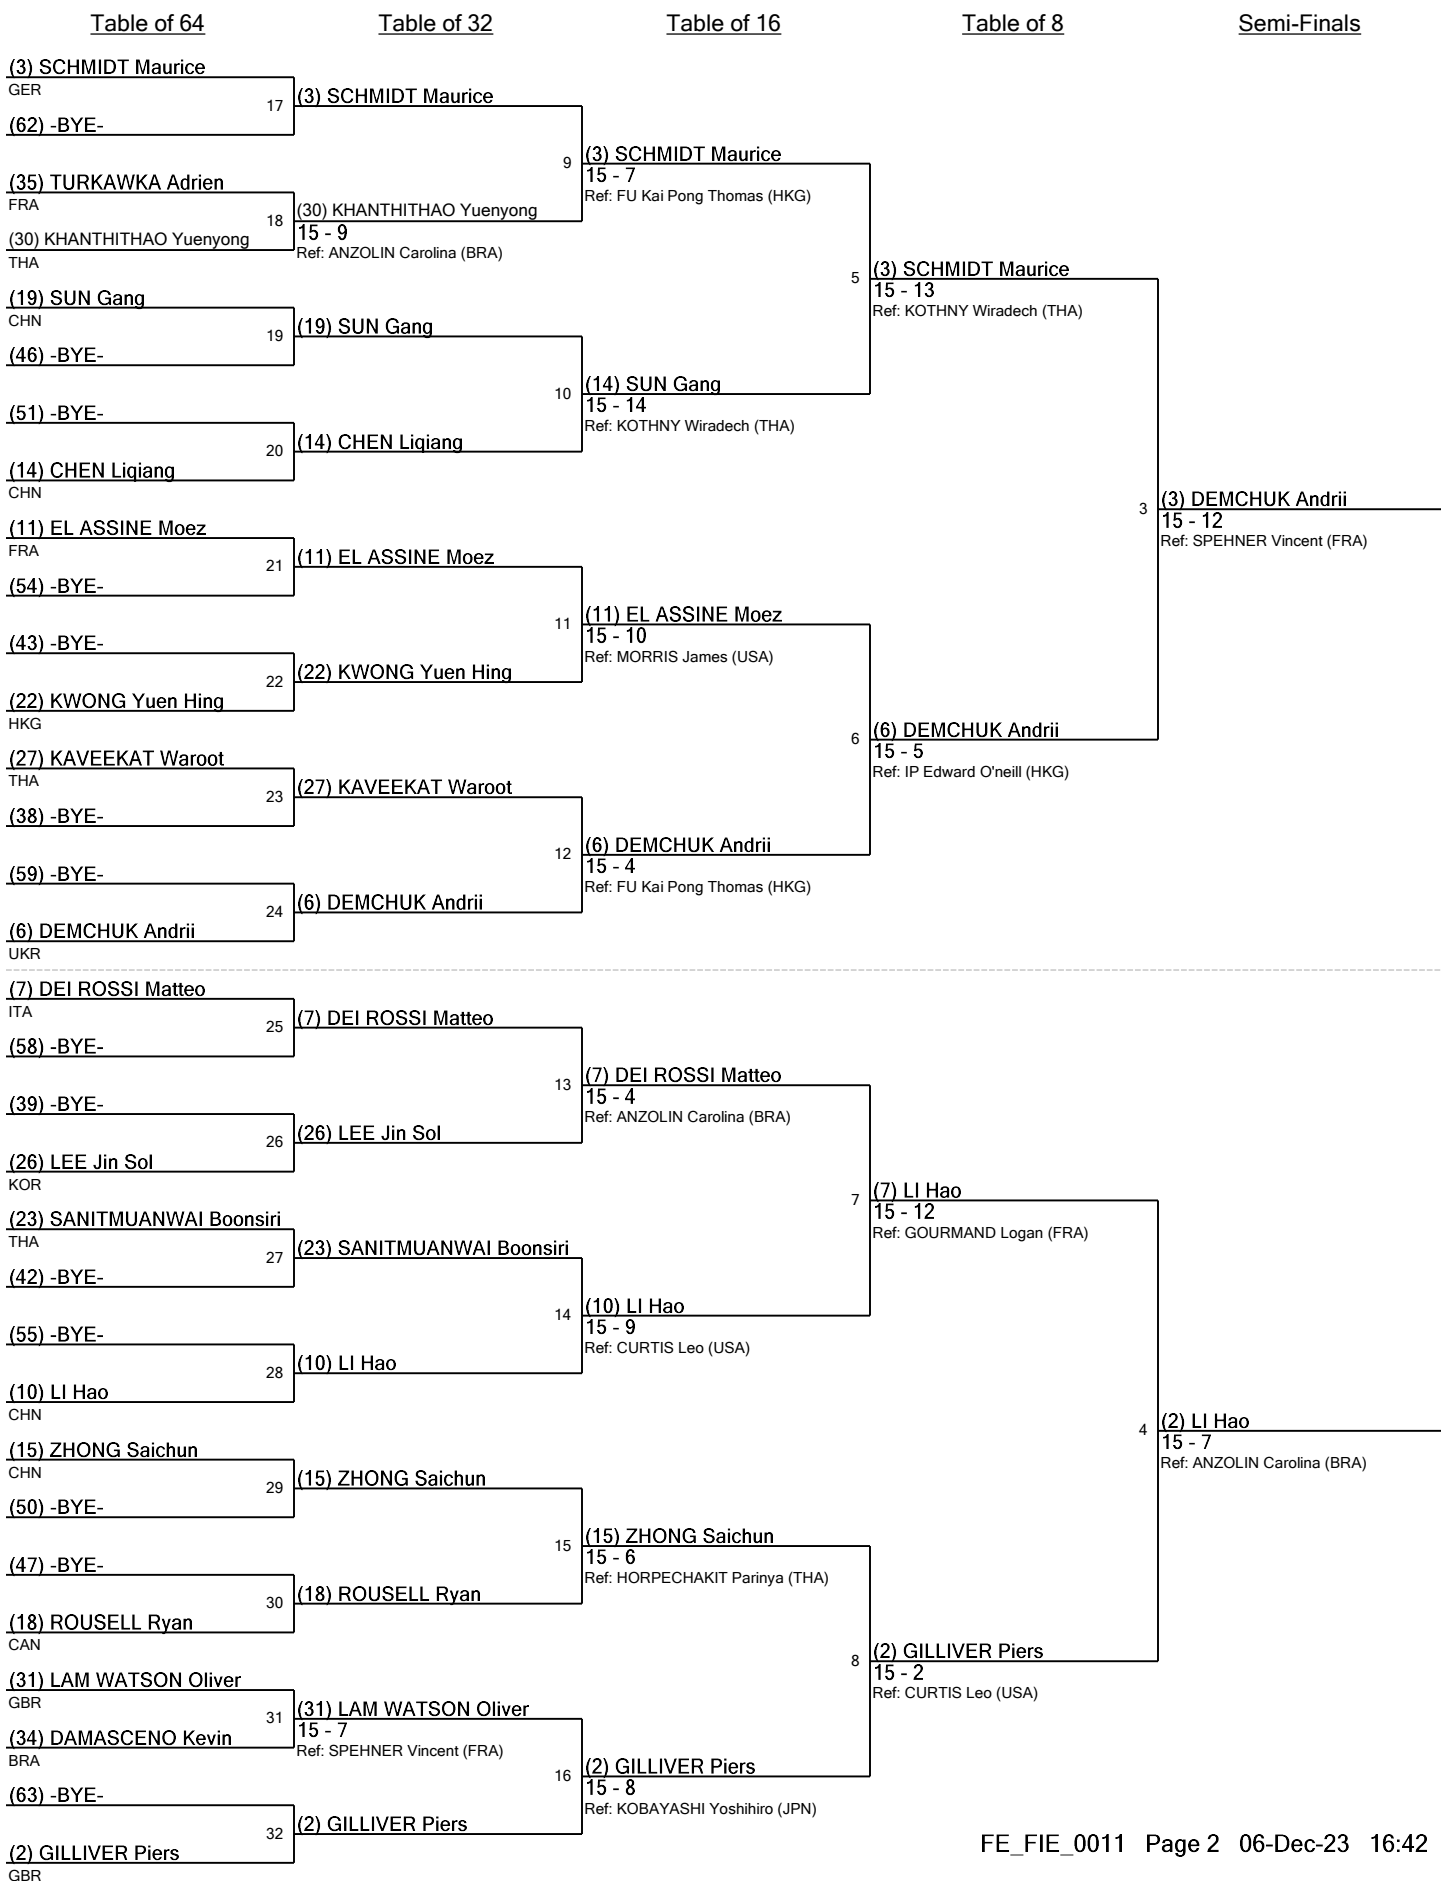 Table of 64 Table of 32 Table of 16 Table of 8 Semi-Finals
(3) SCHMIDT Maurice
GER
17 (3) SCHMIDT Maurice
(62) -BYE-
9 (3) SCHMIDT Maurice
15 - 7
Ref: FU Kai Pong Thomas (HKG)
(35) TURKAWKA Adrien
FRA
18 (30) KHANTHITHAO Yuenyong
15 - 9
Ref: ANZOLIN Carolina (BRA)
(30) KHANTHITHAO Yuenyong
THA
5 (3) SCHMIDT Maurice
15 - 13
Ref: KOTHNY Wiradech (THA)
(19) SUN Gang
CHN
19 (19) SUN Gang
(46) -BYE-
10 (14) SUN Gang
15 - 14
Ref: KOTHNY Wiradech (THA)
(51) -BYE-
20 (14) CHEN Liqiang
(14) CHEN Liqiang
CHN
3 (3) DEMCHUK Andrii
15 - 12
Ref: SPEHNER Vincent (FRA)
(11) EL ASSINE Moez
FRA
21 (11) EL ASSINE Moez
(54) -BYE-
11 (11) EL ASSINE Moez
15 - 10
Ref: MORRIS James (USA)
(43) -BYE-
22 (22) KWONG Yuen Hing
(22) KWONG Yuen Hing
HKG
6 (6) DEMCHUK Andrii
15 - 5
Ref: IP Edward O'neill (HKG)
(27) KAVEEKAT Waroot
THA
23 (27) KAVEEKAT Waroot
(38) -BYE-
12 (6) DEMCHUK Andrii
15 - 4
Ref: FU Kai Pong Thomas (HKG)
(59) -BYE-
24 (6) DEMCHUK Andrii
(6) DEMCHUK Andrii
UKR
(7) DEI ROSSI Matteo
ITA
25 (7) DEI ROSSI Matteo
(58) -BYE-
13 (7) DEI ROSSI Matteo
15 - 4
Ref: ANZOLIN Carolina (BRA)
(39) -BYE-
26 (26) LEE Jin Sol
(26) LEE Jin Sol
KOR
7 (7) LI Hao
15 - 12
Ref: GOURMAND Logan (FRA)
(23) SANITMUANWAI Boonsiri
THA
27 (23) SANITMUANWAI Boonsiri
(42) -BYE-
14 (10) LI Hao
15 - 9
Ref: CURTIS Leo (USA)
(55) -BYE-
28 (10) LI Hao
(10) LI Hao
CHN
4 (2) LI Hao
15 - 7
Ref: ANZOLIN Carolina (BRA)
(15) ZHONG Saichun
CHN
29 (15) ZHONG Saichun
(50) -BYE-
15 (15) ZHONG Saichun
15 - 6
Ref: HORPECHAKIT Parinya (THA)
(47) -BYE-
30 (18) ROUSELL Ryan
(18) ROUSELL Ryan
CAN
8 (2) GILLIVER Piers
15 - 2
Ref: CURTIS Leo (USA)
(31) LAM WATSON Oliver
GBR
31 (31) LAM WATSON Oliver
15 - 7
Ref: SPEHNER Vincent (FRA)
(34) DAMASCENO Kevin
BRA
16 (2) GILLIVER Piers
15 - 8
Ref: KOBAYASHI Yoshihiro (JPN)
(63) -BYE-
32 (2) GILLIVER Piers
(2) GILLIVER Piers
GBR
FE_FIE_0011 Page 2 06-Dec-23 16:42